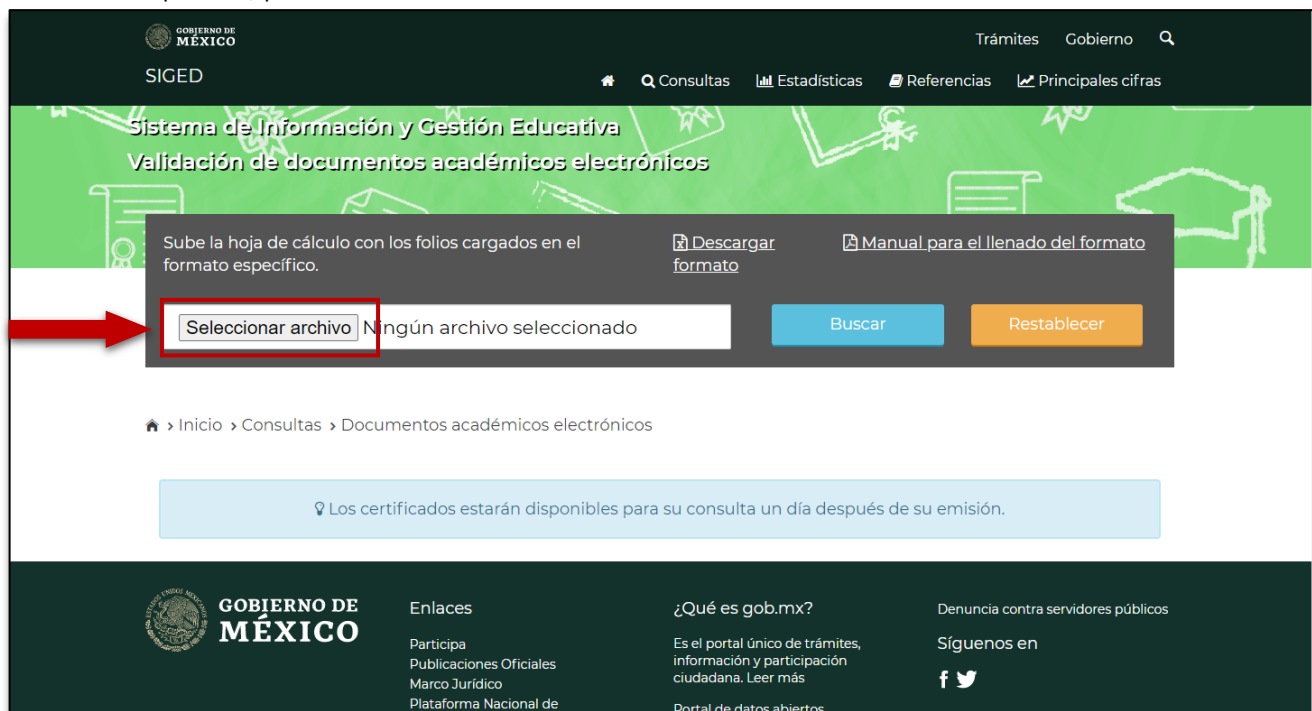 GOBIERNO DE
MÉXICO
Trámites Gobierno
SIGED
Consultas Estadísticas Referencias Principales cifras
Sistema de Información y Gestión Educativa
Validación de documentos académicos electrónicos
Sube la hoja de cálculo con los folios cargados en el
formato específico.
Descargar
formato
Manual para el llenado del formato
Seleccionar archivo Ningún archivo seleccionado
Buscar
Restablecer
> Inicio > Consultas > Documentos académicos electrónicos
Los certificados estarán disponibles para su consulta un día después de su emisión.
GOBIERNO DE
MÉXICO
Enlaces
Participa
Publicaciones Oficiales
Marco Jurídico
Plataforma Nacional de
¿Qué es gob.mx?
Es el portal único de trámites,
información y participación
ciudadana. Leer más
Portal de datos abiertos
Denuncia contra servidores públicos
Síguenos en